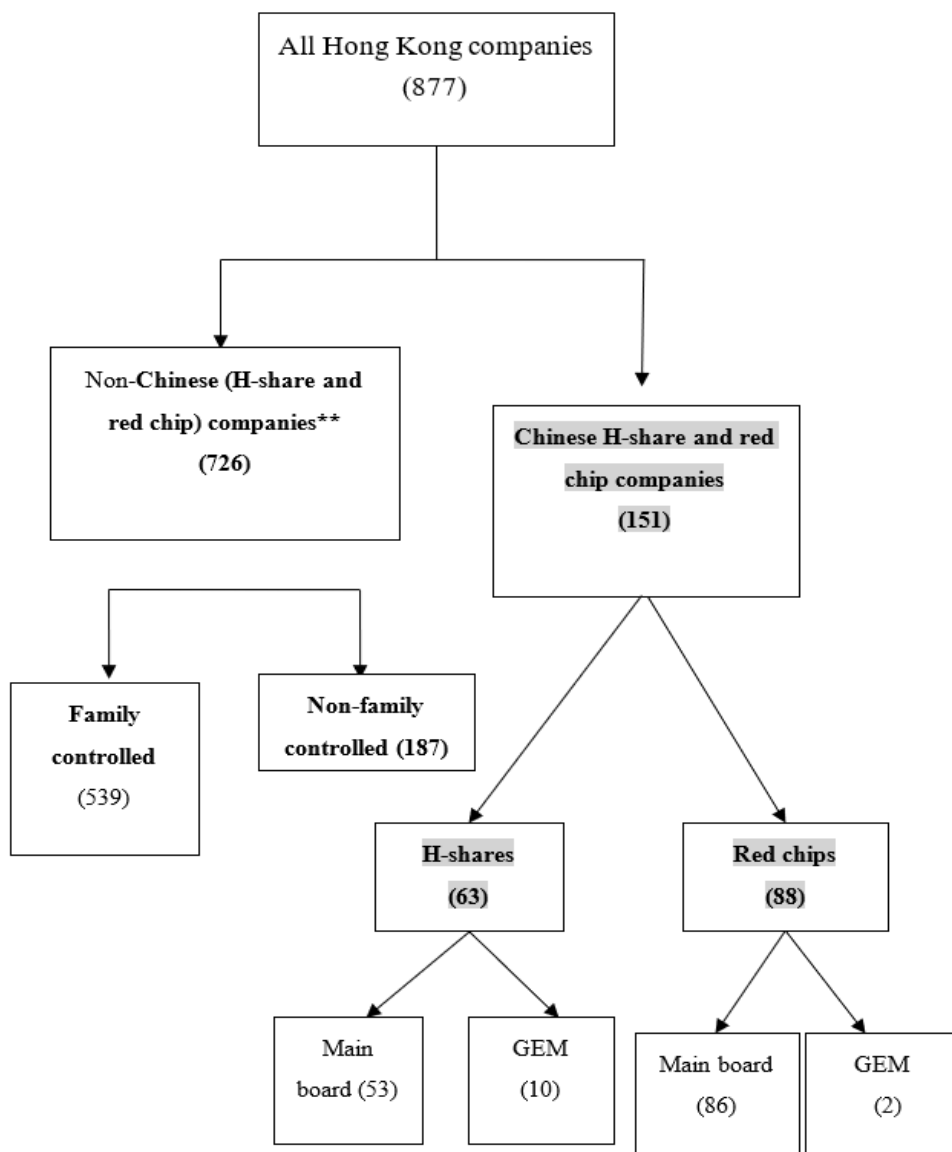 All Hong Kong companies
(877)
Non-Chinese (H-share and
red chip) companies**
(726)
Chinese H-share and red
chip companies
(151)
Family
controlled
(539)
Non-family
controlled (187)
H-shares
(63)
Red chips
(88)
Main
board (53)
GEM
(10)
Main board
(86)
GEM
(2)